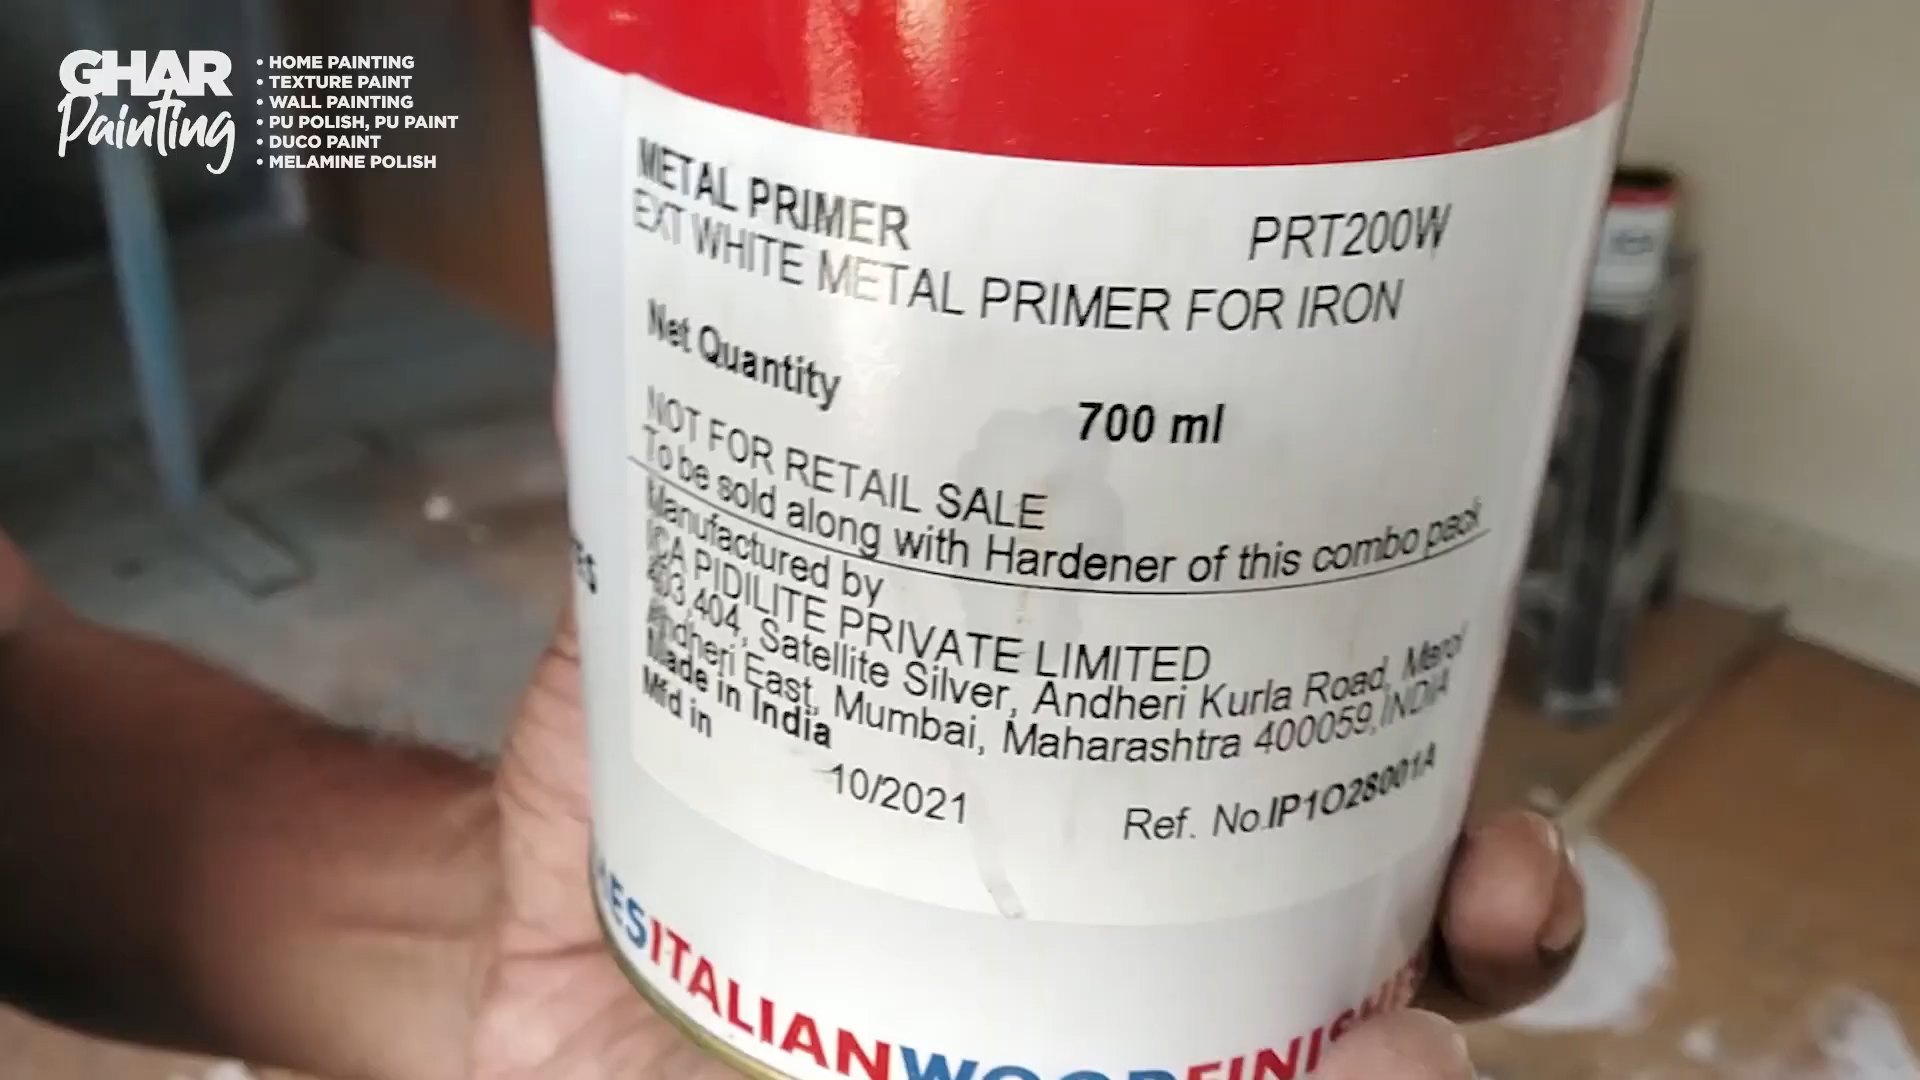 GHAR
Painting
• HOME PAINTING
• TEXTURE PAINT
• WALL PAINTING
• PU POLISH, PU PAINT
• DUCO PAINT
• MELAMINE POLISH
METAL PRIMER PRT200W
EXT WHITE METAL PRIMER FOR IRON
Net Quantity 700 ml
NOT FOR RETAIL SALE
To be sold along with Hardener of this combo pack
Manufactured by
ICA PIDILITE PRIVATE LIMITED
403,404, Satellite Silver, Andheri Kurla Road, Marol
Andheri East, Mumbai, Maharashtra 400059,INDIA
Made in India
Mfd in 10/2021 Ref. No.IP1O28001A
ITALIANWOODFINISHES